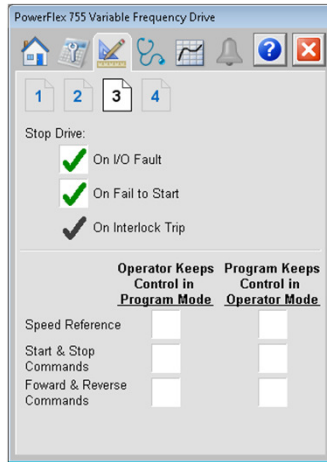 PowerFlex 755 Variable Frequency Drive
?
1 2 3 4
Stop Drive:
On I/O Fault
On Fail to Start
On Interlock Trip
Operator Keeps Program Keeps
Control in Control in
Program Mode Operator Mode
Speed Reference
Start & Stop
Commands
Foward & Reverse
Commands